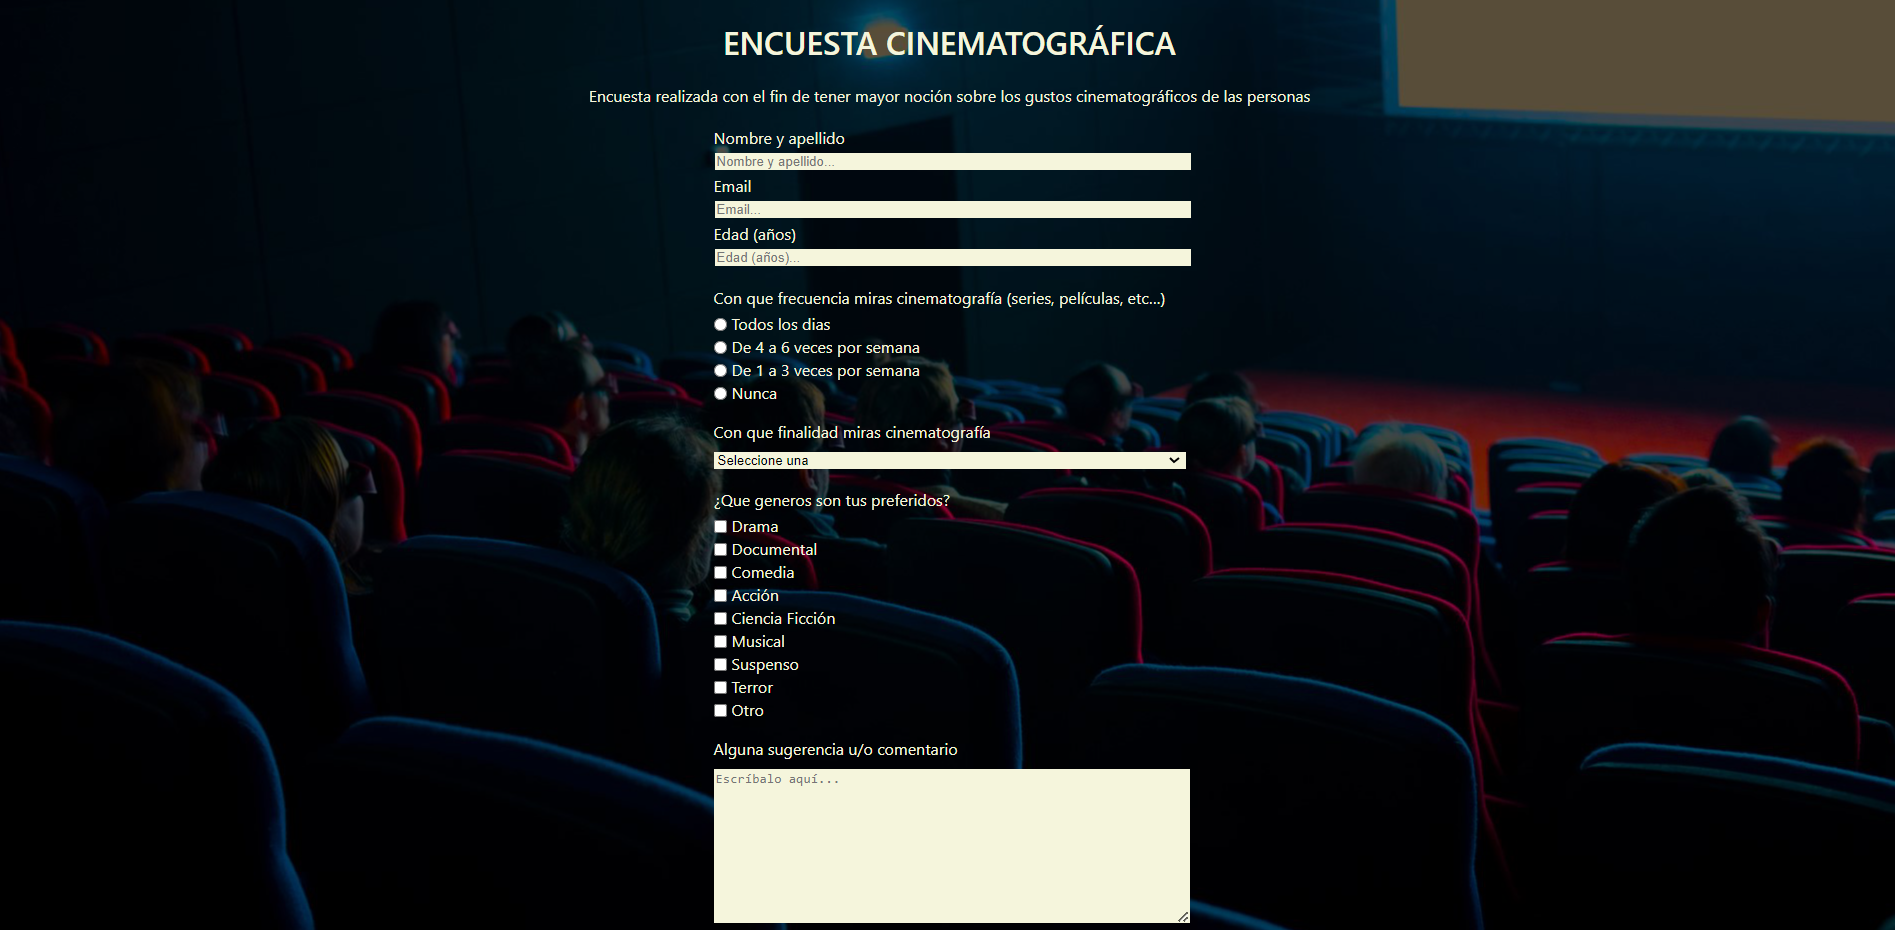 ENCUESTA CINEMATOGRÁFICA
Encuesta realizada con el fin de tener mayor noción sobre los gustos cinematográficos de las personas
Nombre y apellido
Nombre y apellido...
Email
Email...
Edad (años)
Edad (años)...
Con que frecuencia miras cinematografía (series, películas, etc...)
Todos los dias
De 4 a 6 veces por semana
De 1 a 3 veces por semana
Nunca
Con que finalidad miras cinematografía
Seleccione una
¿Que generos son tus preferidos?
Drama
Documental
Comedia
Acción
Ciencia Ficción
Musical
Suspenso
Terror
Otro
Alguna sugerencia u/o comentario
Escríbalo aquí...